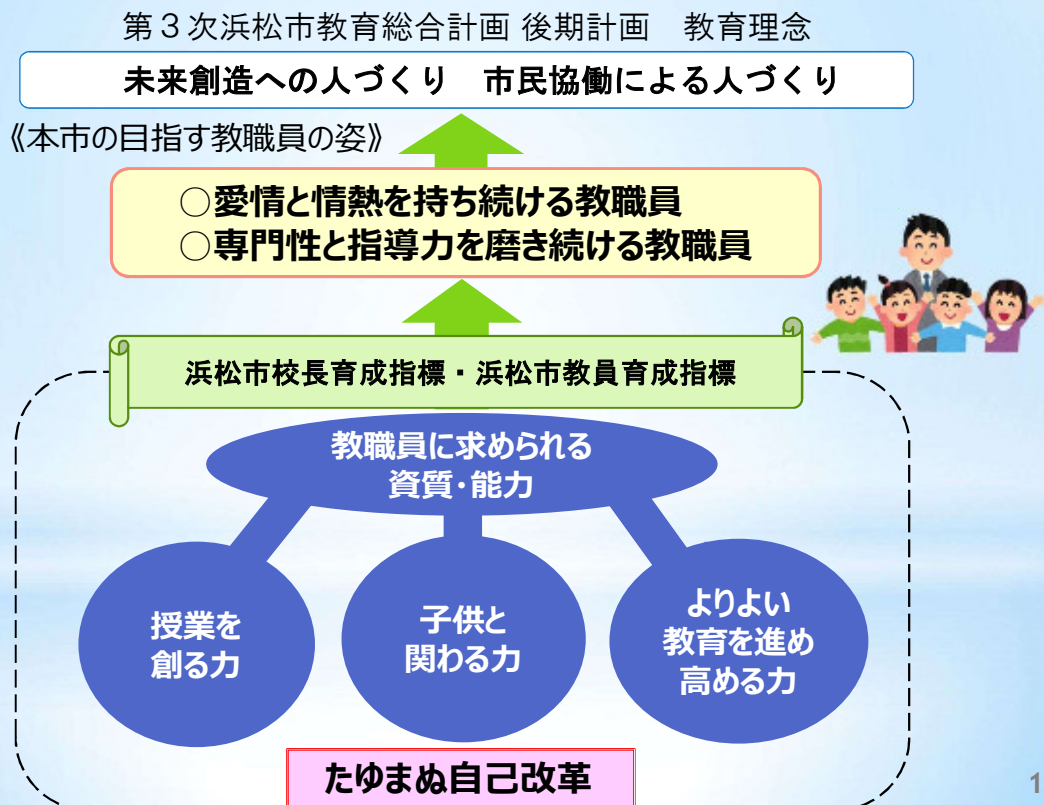 第３次浜松市教育総合計画 後期計画　教育理念
未来創造への人づくり　市民協働による人づくり
《本市の目指す教職員の姿》
○愛情と情熱を持ち続ける教職員
○専門性と指導力を磨き続ける教職員
浜松市校長育成指標・浜松市教員育成指標
教職員に求められる
資質・能力
授業を
創る力
子供と
関わる力
よりよい
教育を進め
高める力
たゆまぬ自己改革
1